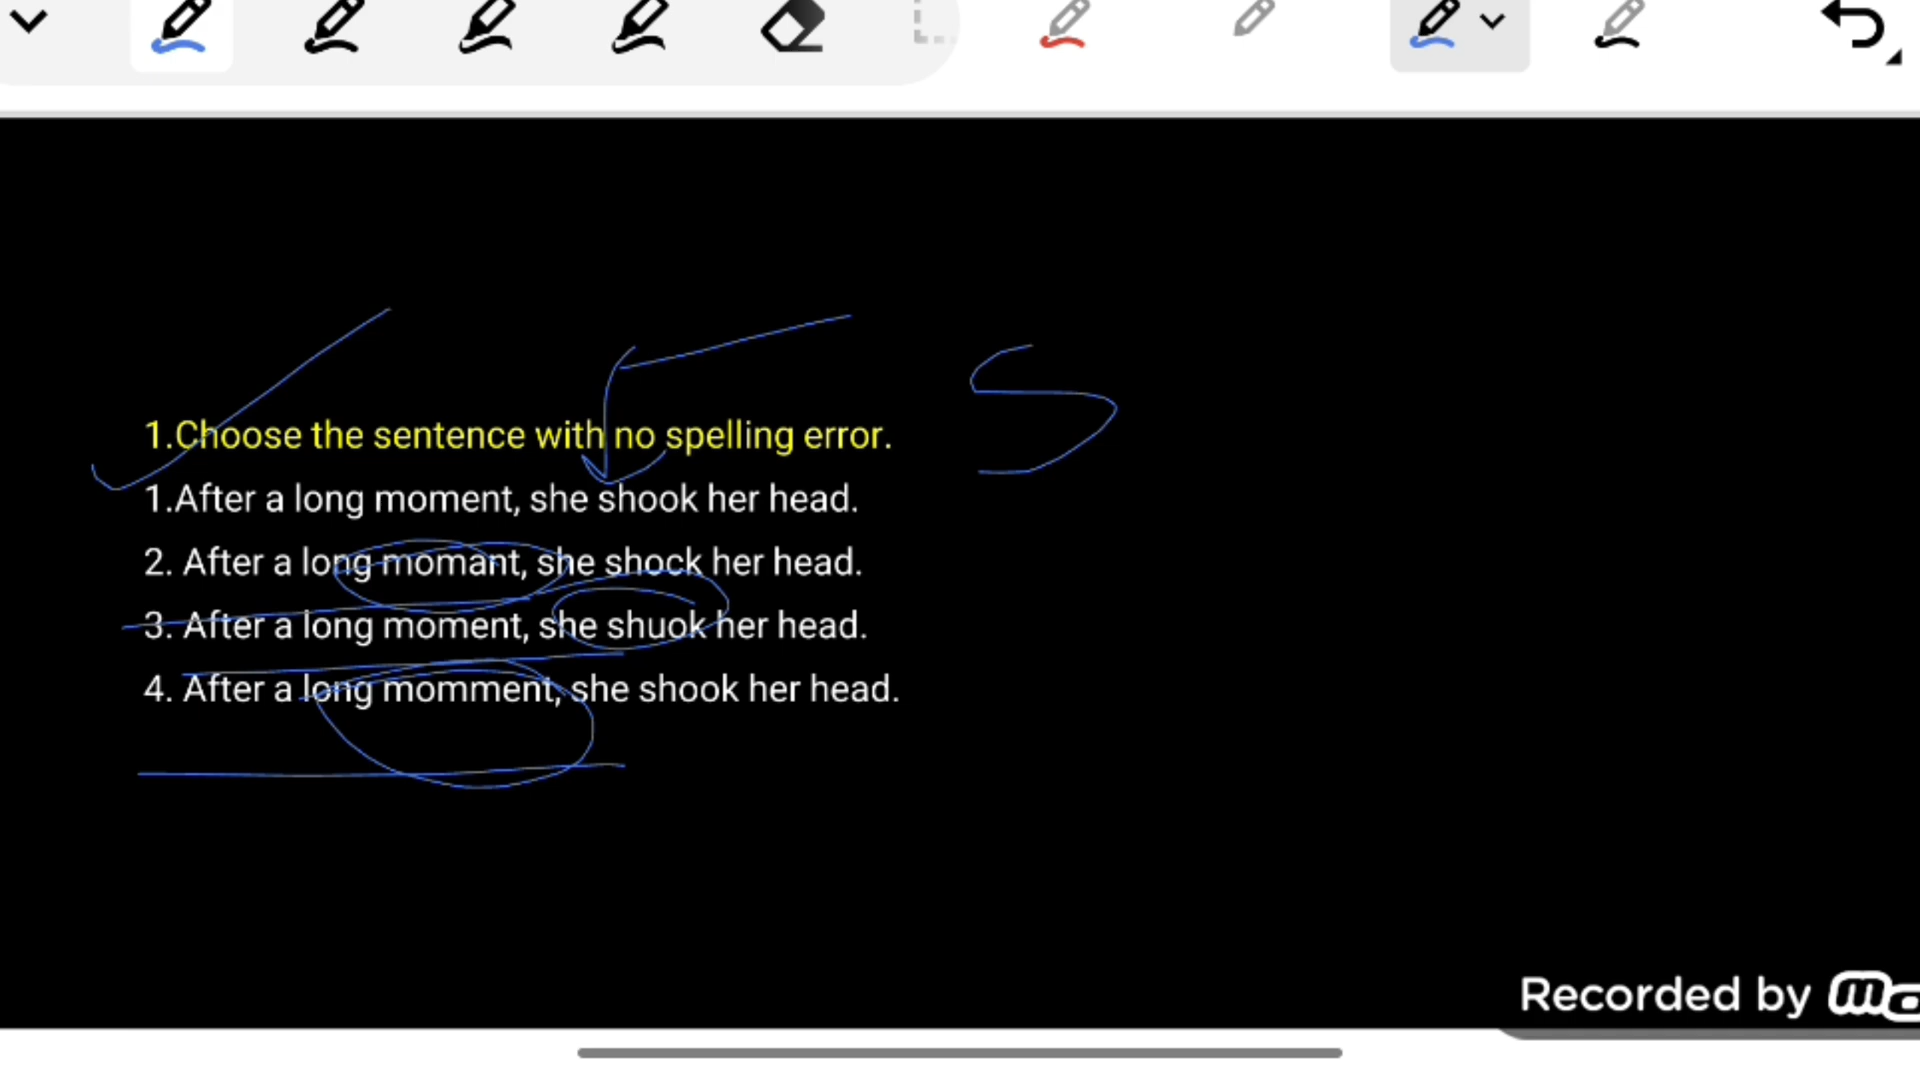 S
1.Choose the sentence with no spelling error.
1.After a long moment, she shook her head.
2. After a long momant, she shock her head.
3. After a long moment, she shuok her head.
4. After a long momment, she shook her head.
Recorded by